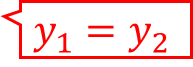 y₁ = y₂